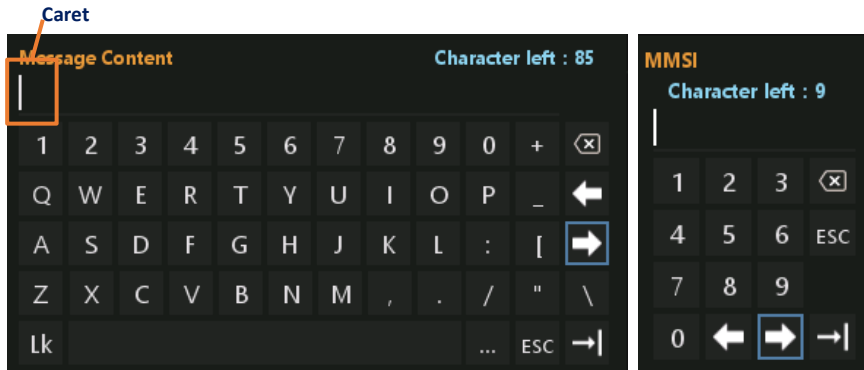 Caret
Message Content Character left : 85
1 2 3 4 5 6 7 8 9 0 +
Q W E R T Y U I O P _
A S D F G H J K L : [
Z X C V B N M , . / " \
Lk ... ESC
MMSI
Character left : 9
1 2 3
4 5 6 ESC
7 8 9
0